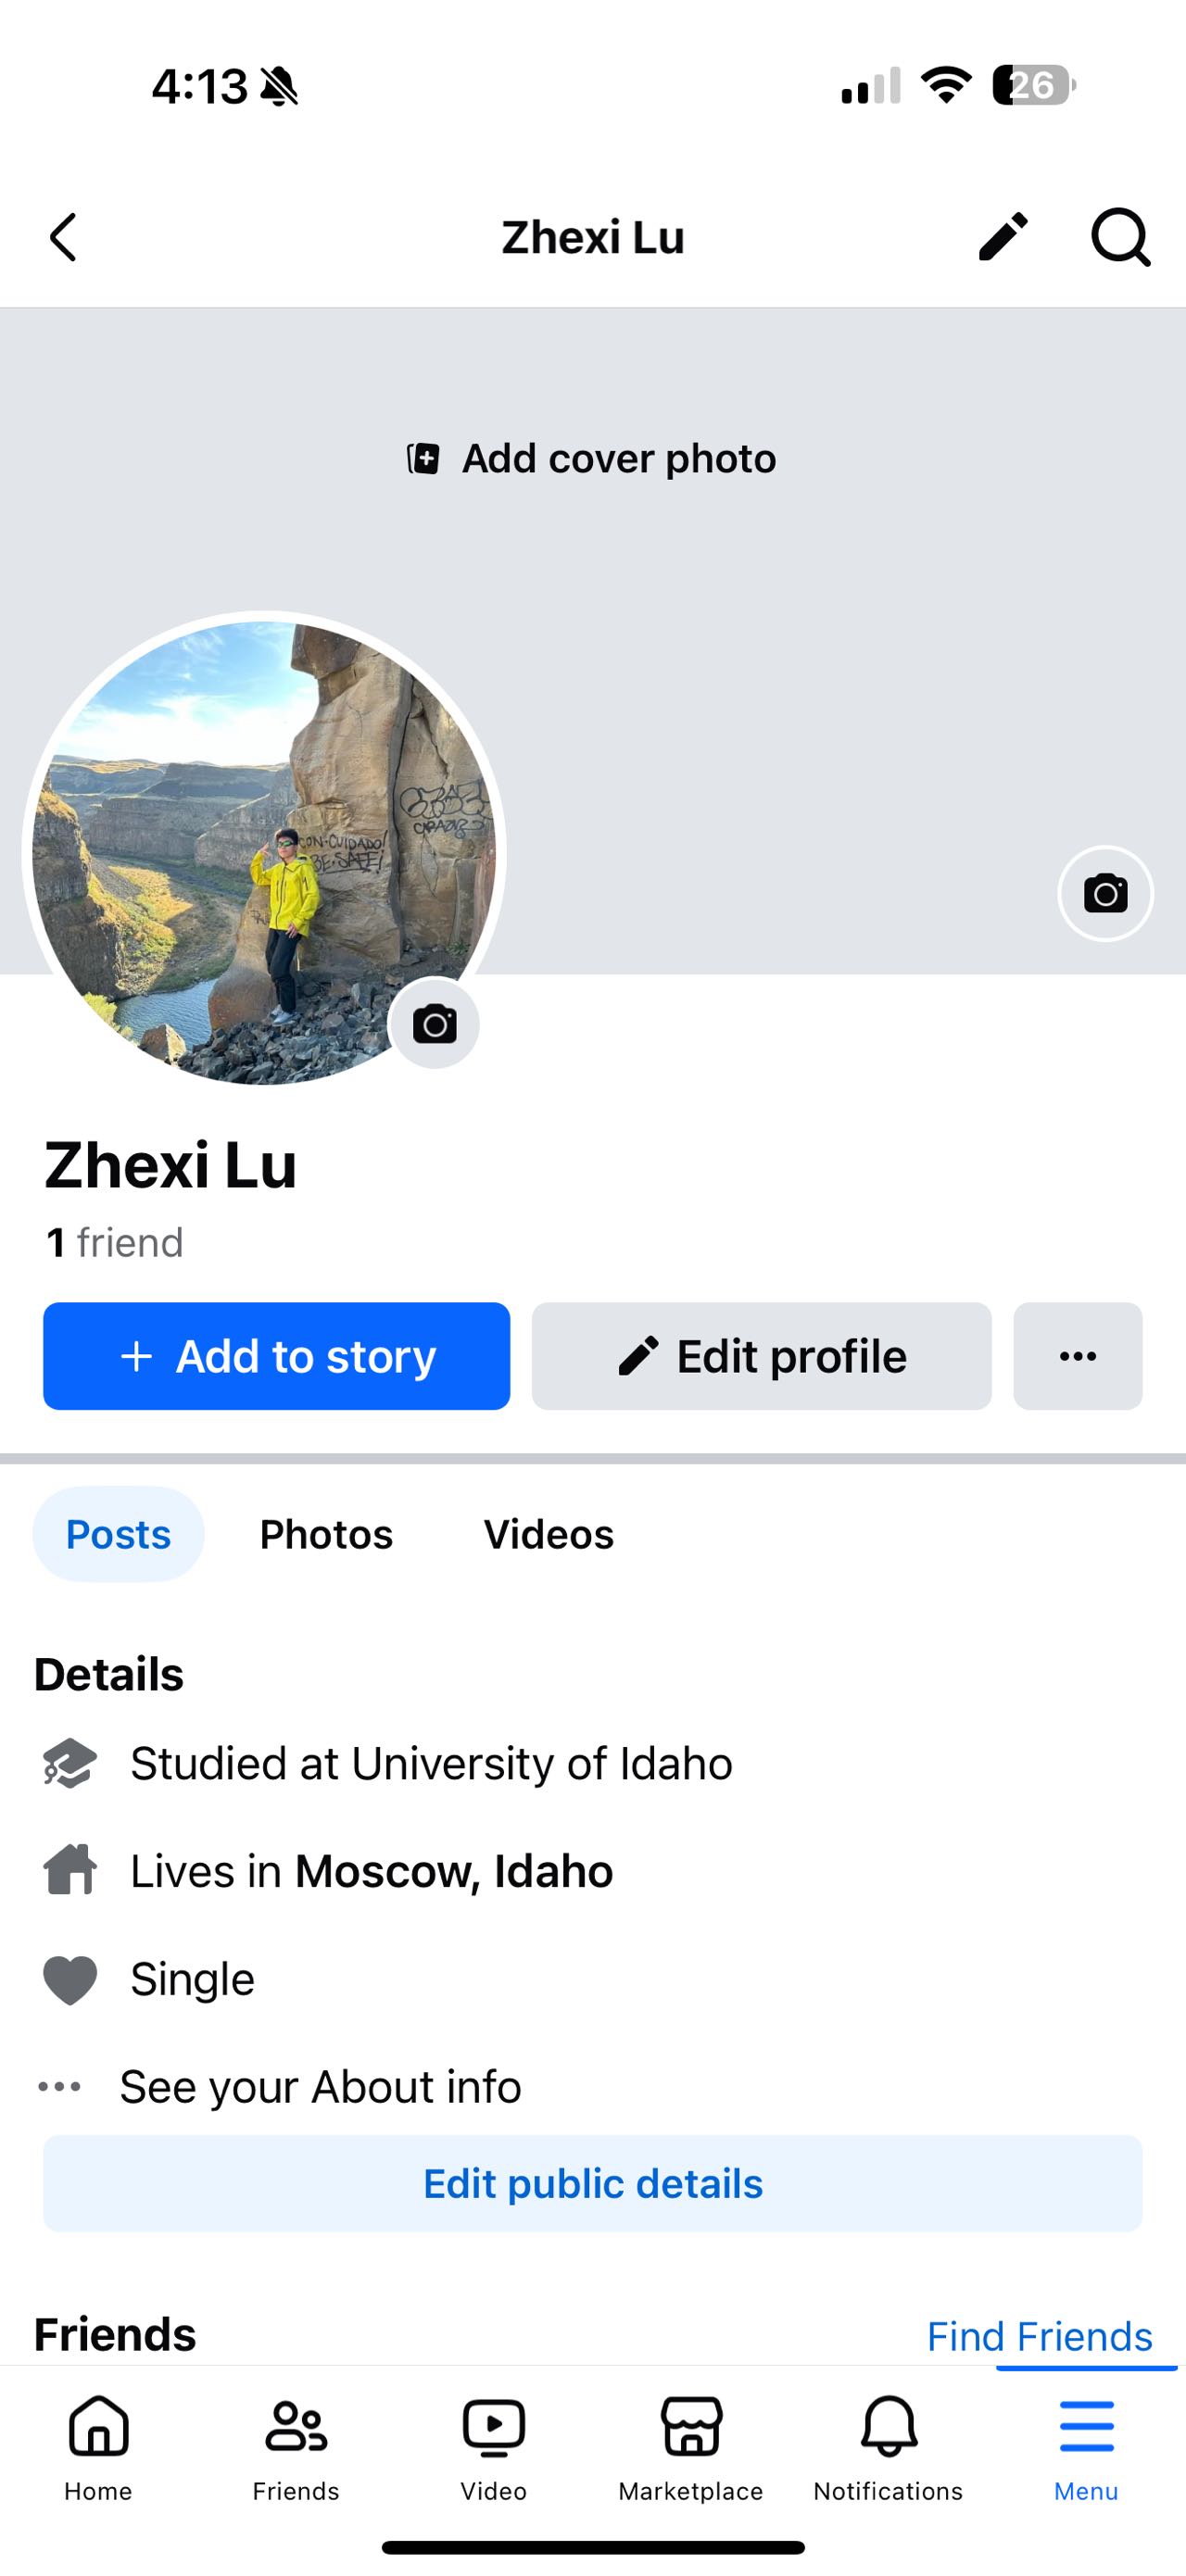 4:13
26
Zhexi Lu
Add cover photo
CON·CUIDADO!
BE·SAFE!
Zhexi Lu
1 friend
+ Add to story
Edit profile
Posts
Photos
Videos
Details
Studied at University of Idaho
Lives in Moscow, Idaho
Single
See your About info
Edit public details
Friends
Find Friends
Home
Friends
Video
Marketplace
Notifications
Menu